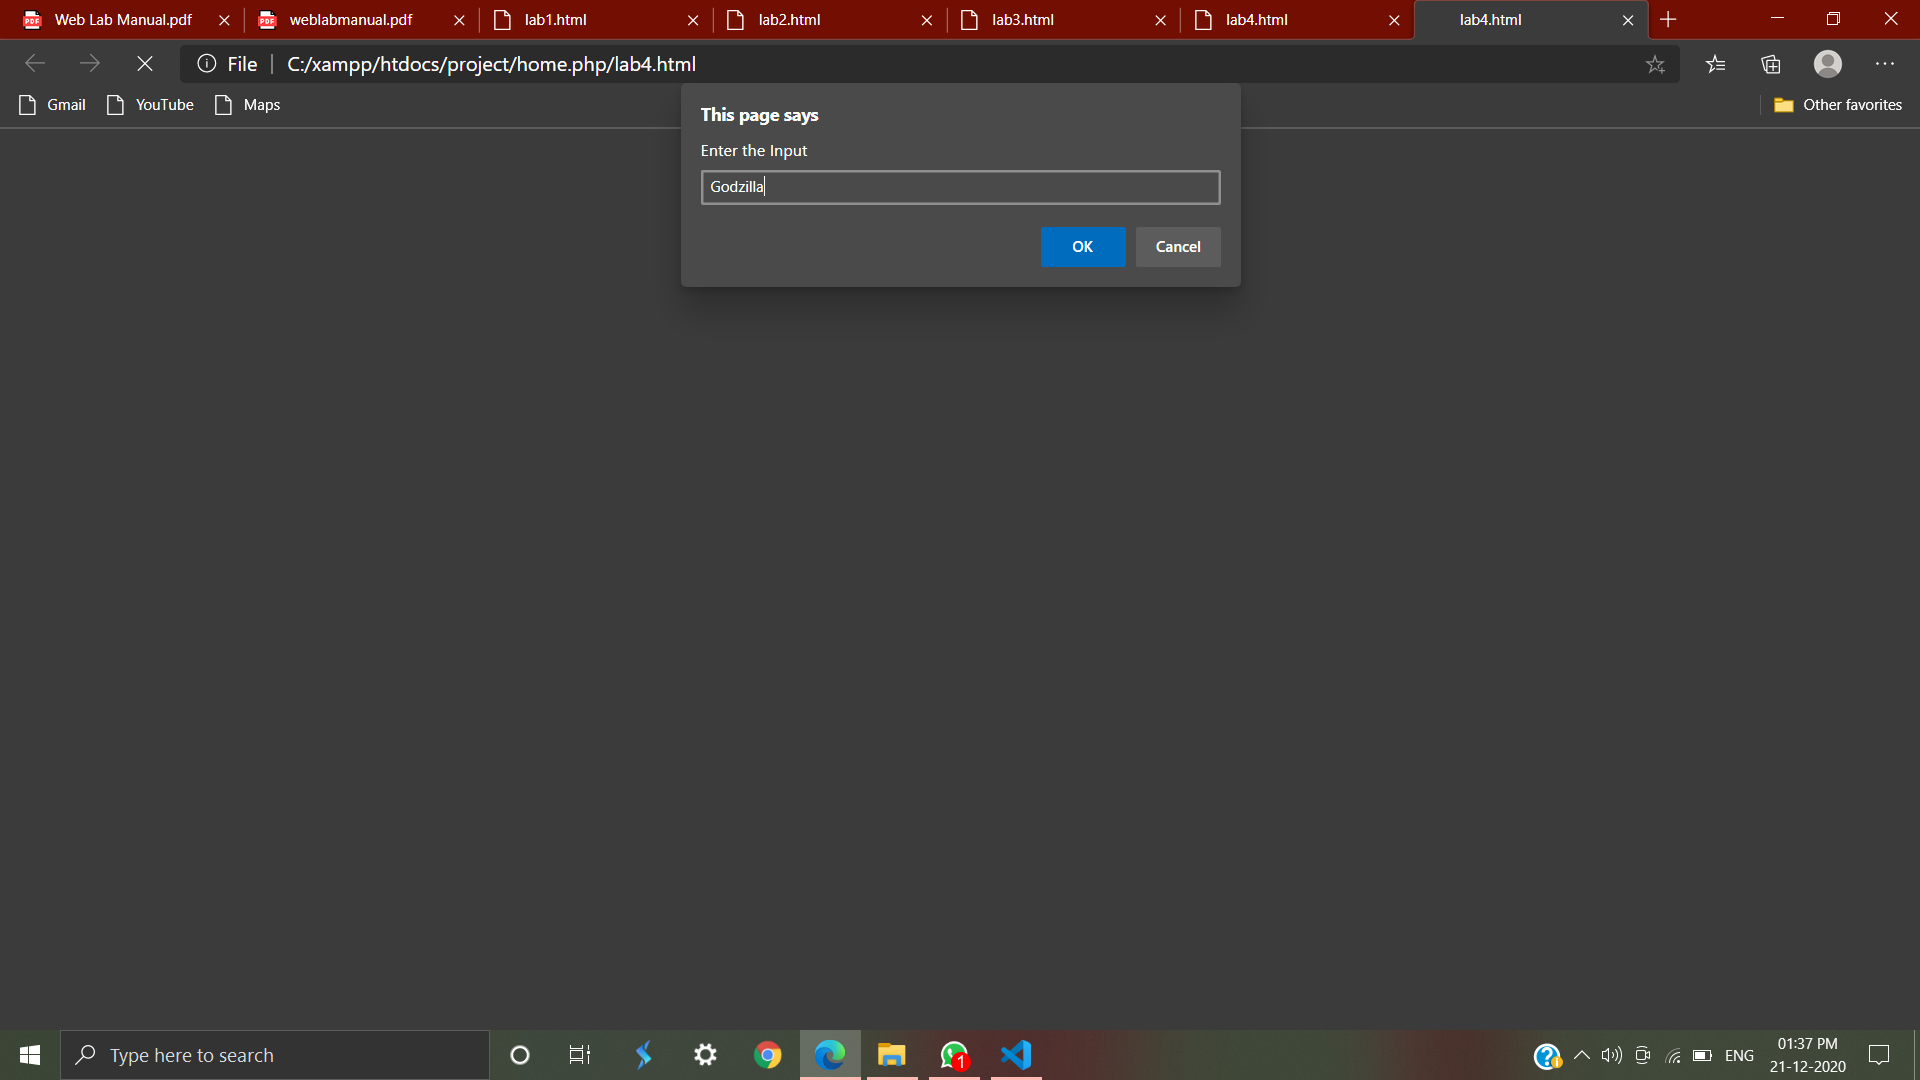 Web Lab Manual.pdf
weblabmanual.pdf
lab1.html
lab2.html
lab3.html
lab4.html
lab4.html
File
C:/xampp/htdocs/project/home.php/lab4.html
Gmail
YouTube
Maps
Other favorites
This page says
Enter the Input
Godzilla
OK
Cancel
Type here to search
1
ENG
01:37 PM
21-12-2020